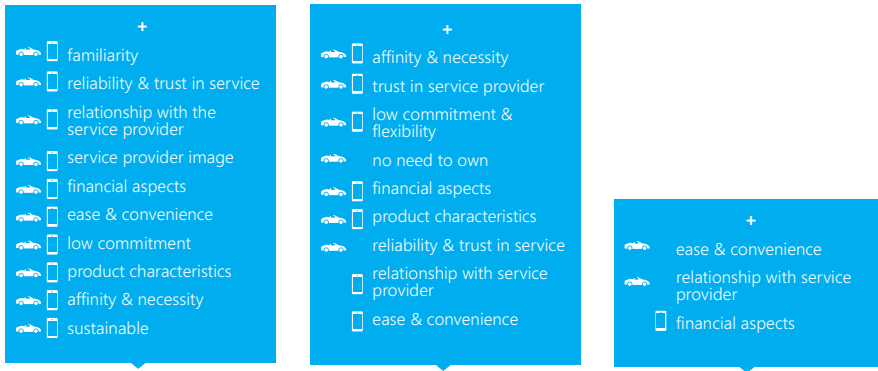 +
familiarity
reliability & trust in service
relationship with the
service provider
service provider image
financial aspects
ease & convenience
low commitment
product characteristics
affinity & necessity
sustainable
+
affinity & necessity
trust in service provider
low commitment &
flexibility
no need to own
financial aspects
product characteristics
reliability & trust in service
relationship with service
provider
ease & convenience
+
ease & convenience
relationship with service
provider
financial aspects